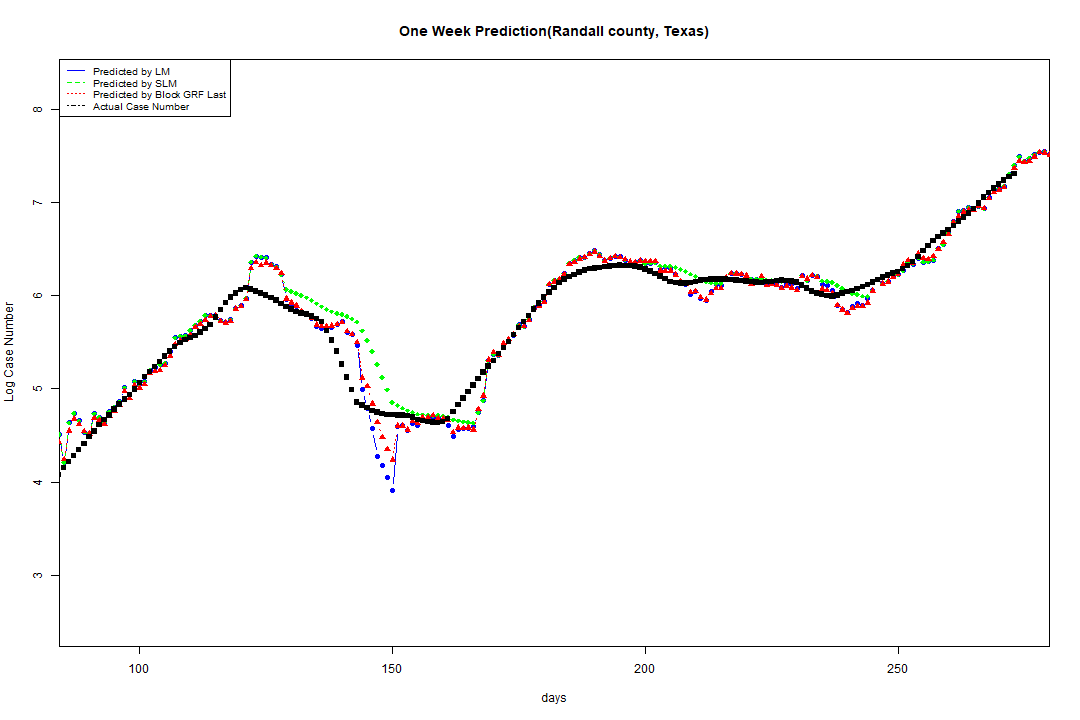 One Week Prediction(Randall county, Texas)
Predicted by LM
Predicted by SLM
Predicted by Block GRF Last
Actual Case Number
8
7
6
5
4
3
Log Case Number
100 150 200 250
days